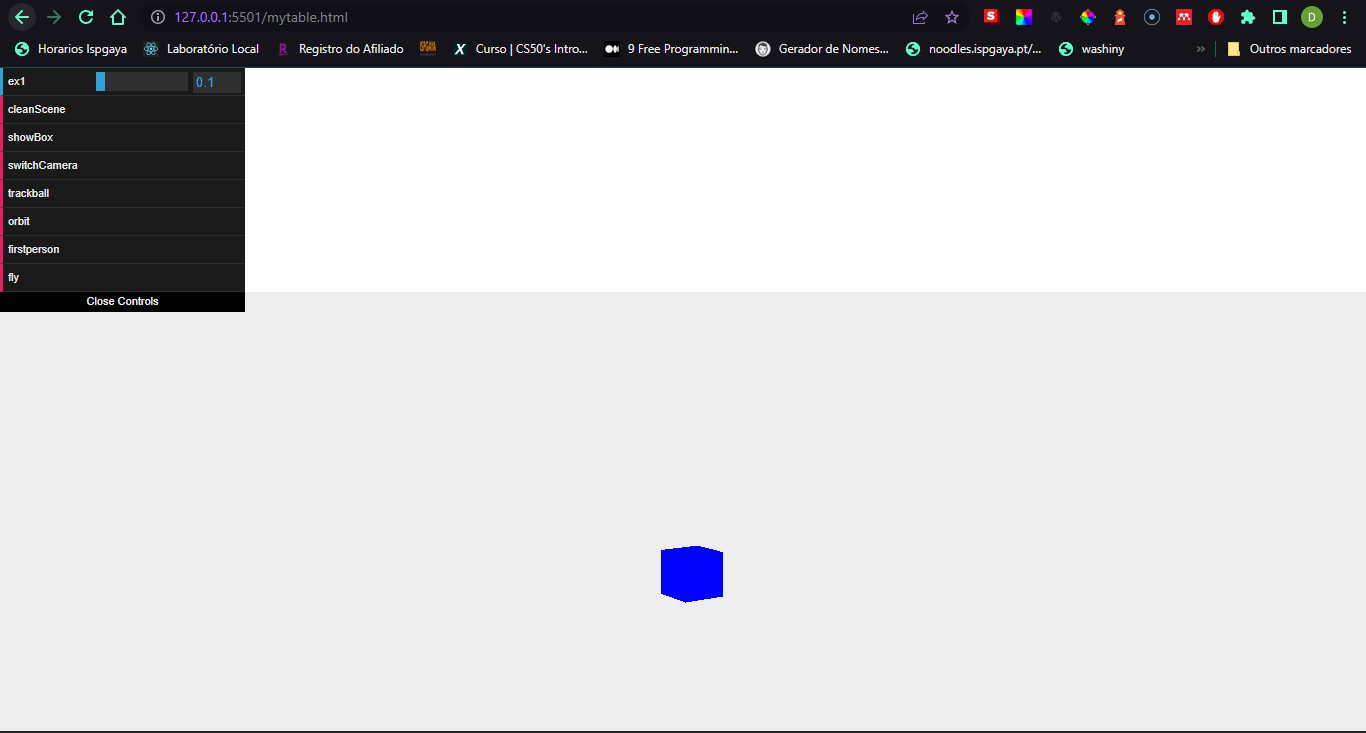 127.0.0.1:5501/mytable.html
S
D
Horarios Ispgaya
Laboratório Local
R Registro do Afiliado
ISPGAYA
X Curso | CS50's Intro...
9 Free Programmin...
Gerador de Nomes...
noodles.ispgaya.pt/...
washiny
»
Outros marcadores
ex1 0.1
cleanScene
showBox
switchCamera
trackball
orbit
firstperson
fly
Close Controls